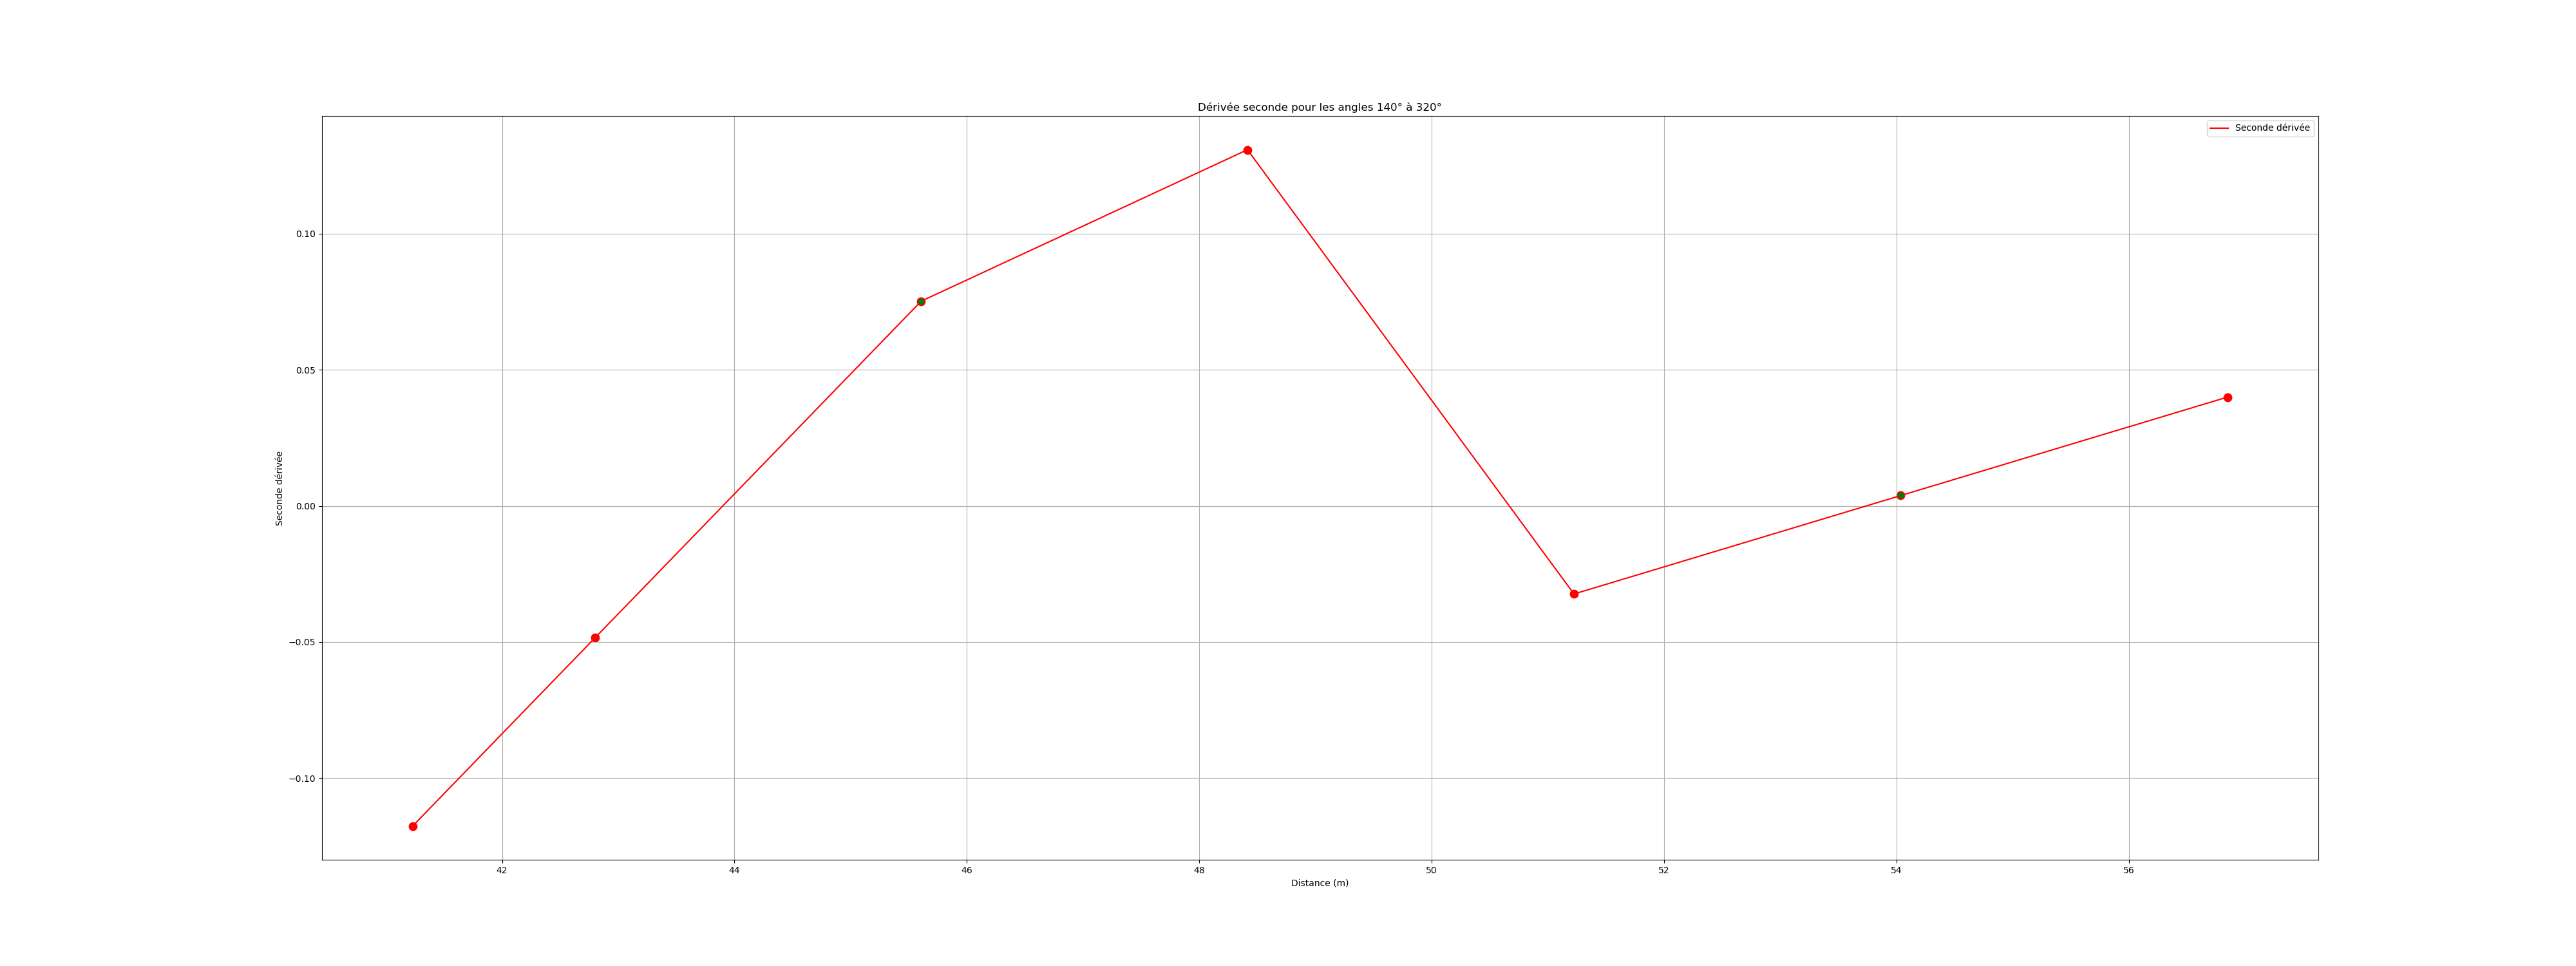 Dérivée seconde pour les angles 140° à 320°
Seconde dérivée
0.10
0.05
0.00
−0.05
−0.10
Seconde dérivée
42 44 46 48 50 52 54 56
Distance (m)